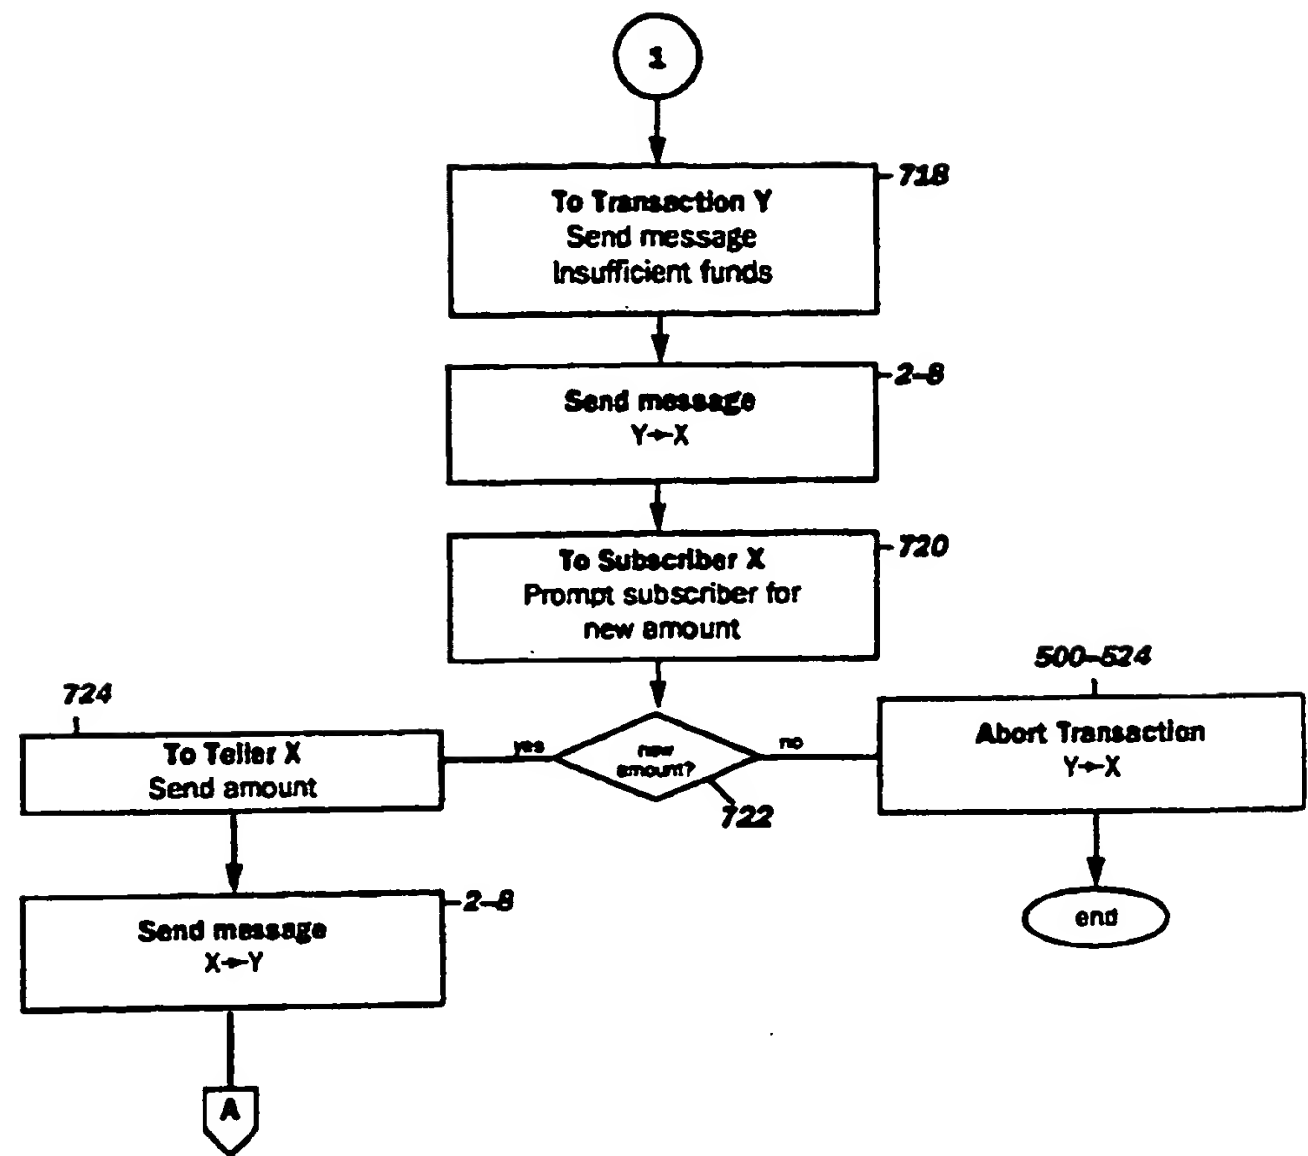 1
718
To Transaction Y
Send message
Insufficient funds
2-8
Send message
Y→X
720
To Subscriber X
Prompt subscriber for
new amount
500-524
724
Abort Transaction
Y→X
To Teller X
Send amount
yes
new
amount?
no
722
2-8
Send message
X→Y
end
A